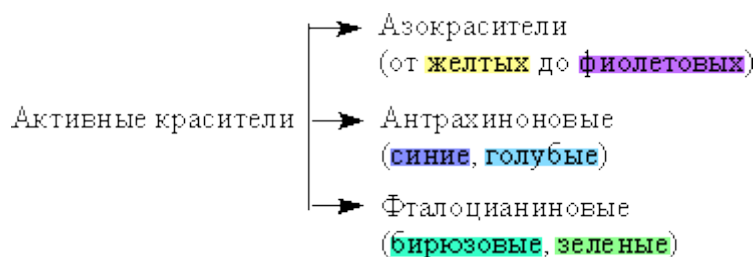 Азокрасители
(от желтых до фиолетовых)
Активные красители
Антрахиноновые
(синие, голубые)
Фталоцианиновые
(бирюзовые, зеленые)